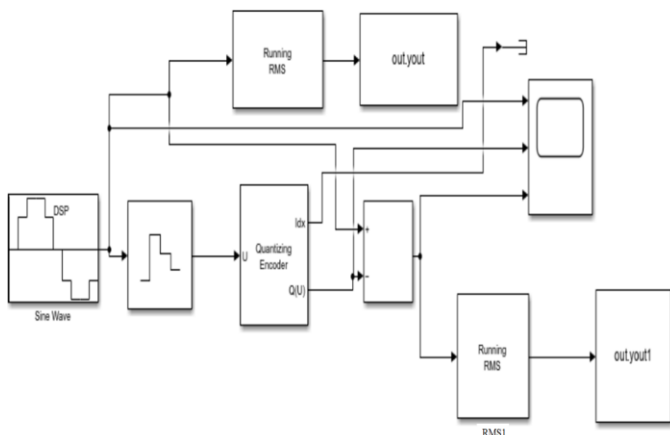 Running
RMS
out.yout
DSP
Sine Wave
U
Quantizing
Encoder
Idx
Q(U)
+
−
Running
RMS
RMS1
out.yout1